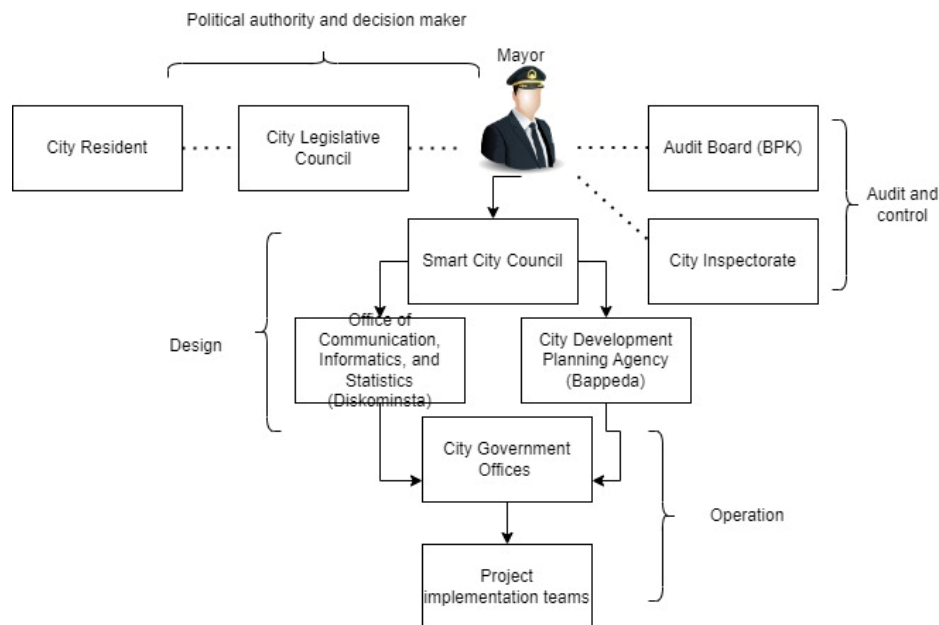 Political authority and decision maker
Mayor
City Resident
City Legislative
Council
Audit Board (BPK)
Audit and
control
Smart City Council
City Inspectorate
Design
Office of
Communication,
Informatics, and
Statistics
(Diskominsta)
City Development
Planning Agency
(Bappeda)
City Government
Offices
Operation
Project
implementation teams